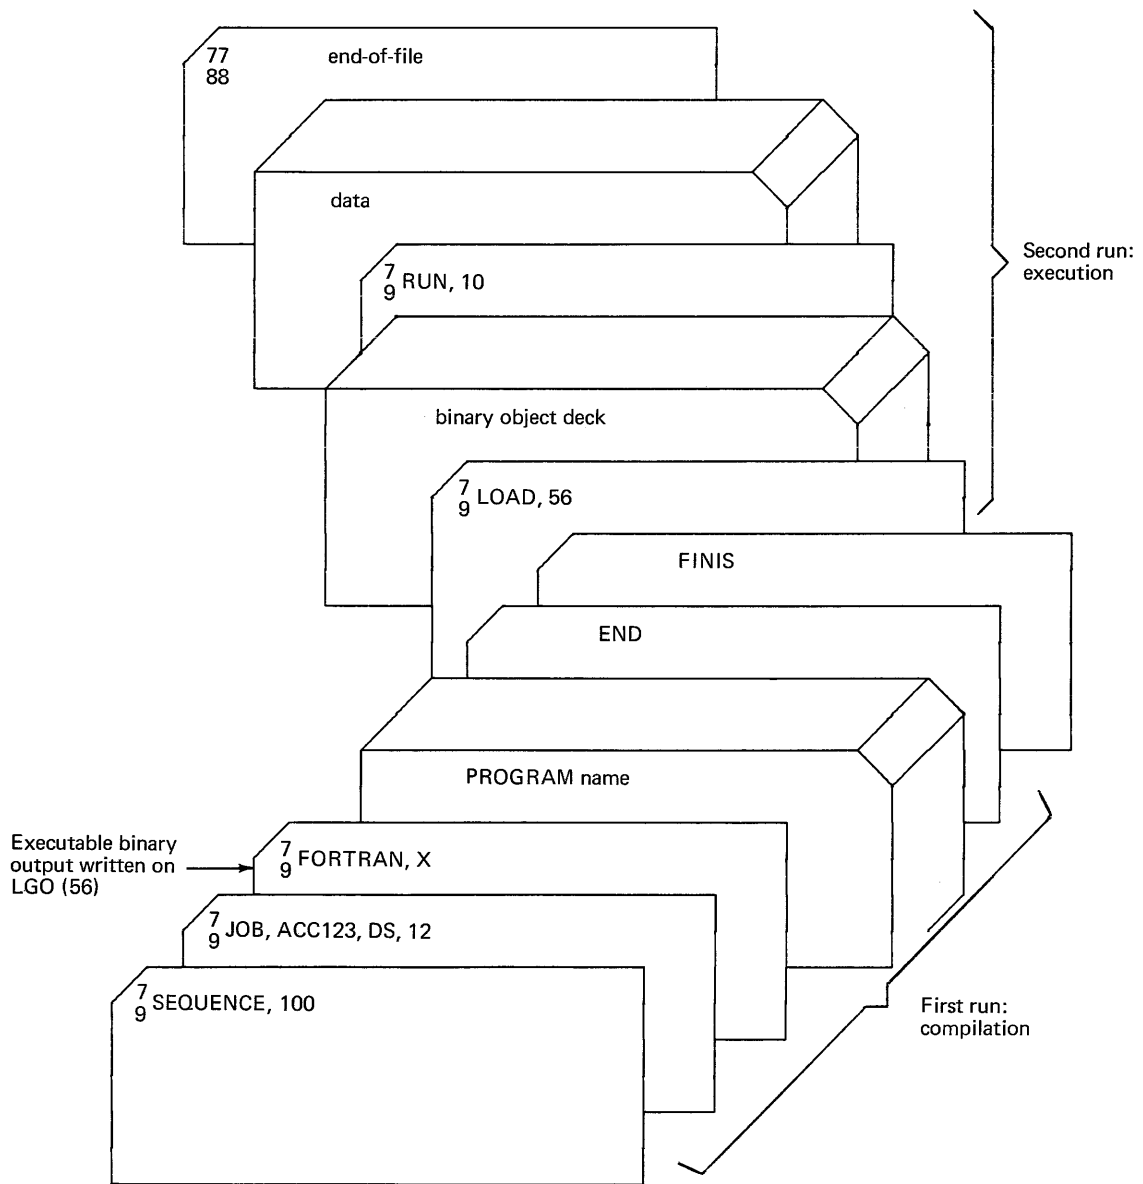 77 end-of-file
88
data
7
9 RUN, 10
Second run:
execution
binary object deck
7
9 LOAD, 56
FINIS
END
PROGRAM name
Executable binary
output written on
LGO (56)
7
9 FORTRAN, X
7
9 JOB, ACC123, DS, 12
7
9 SEQUENCE, 100
First run:
compilation